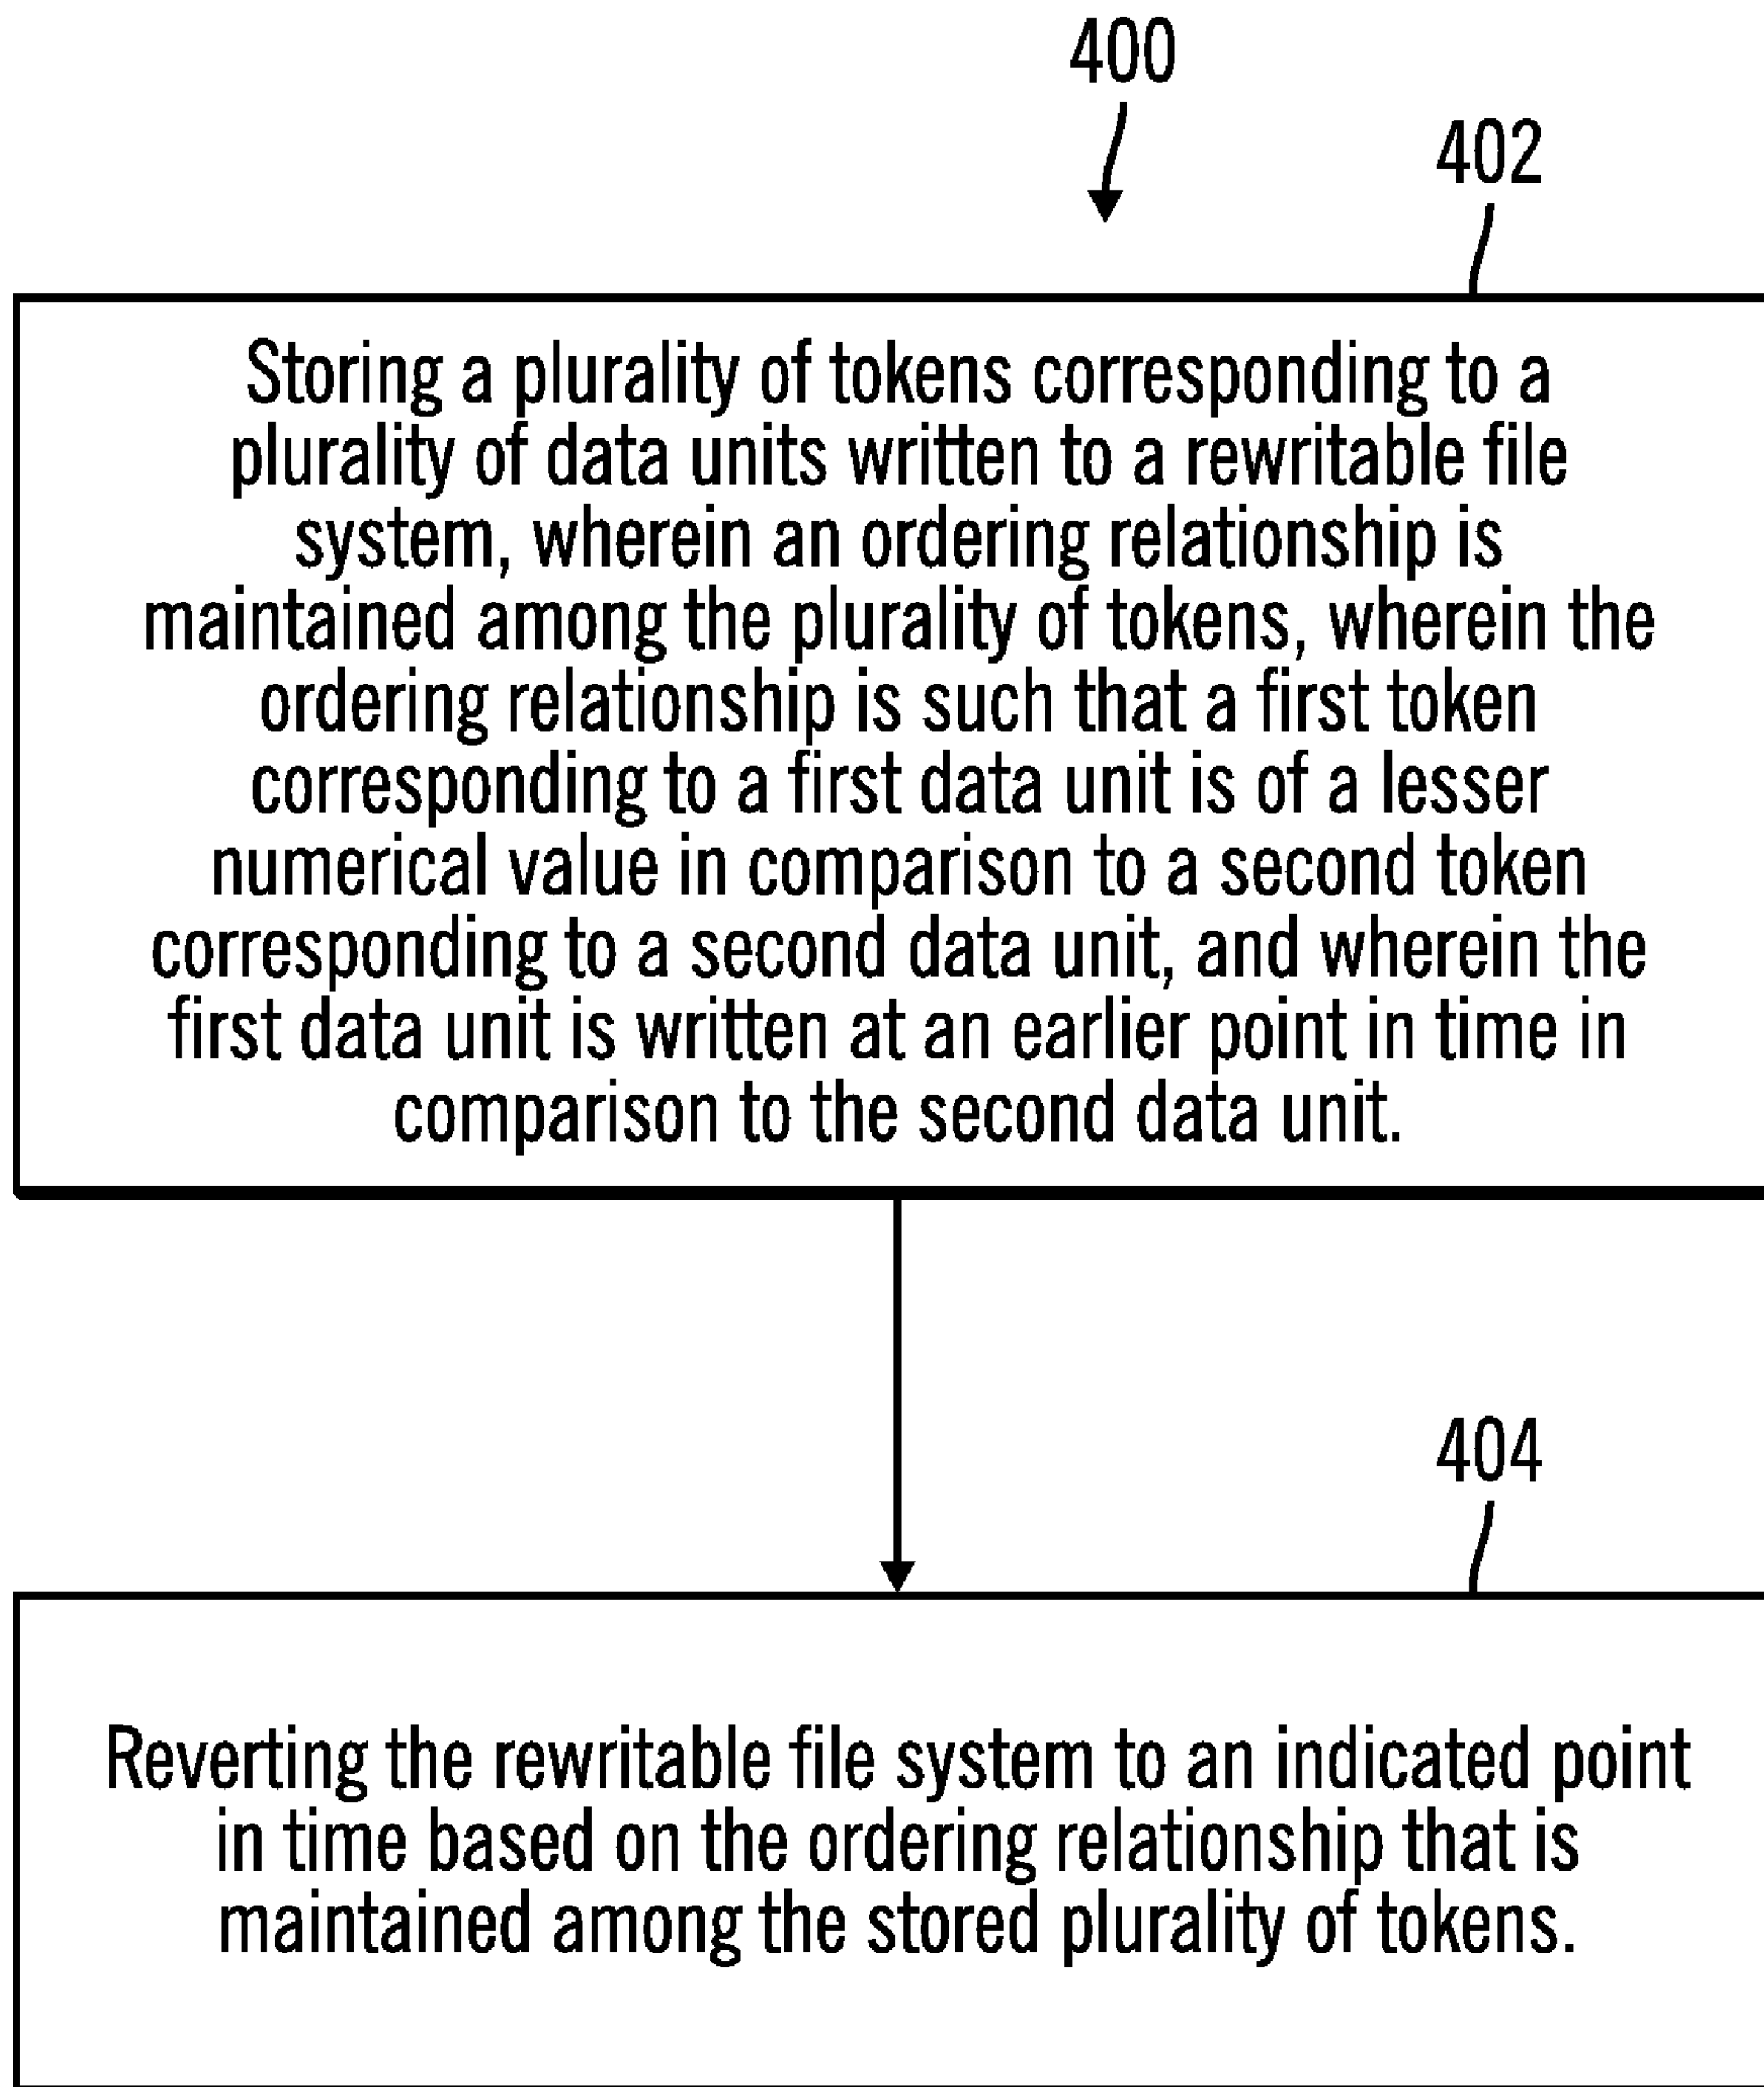 400
402
Storing a plurality of tokens corresponding to a
plurality of data units written to a rewritable file
system, wherein an ordering relationship is
maintained among the plurality of tokens, wherein the
ordering relationship is such that a first token
corresponding to a first data unit is of a lesser
numerical value in comparison to a second token
corresponding to a second data unit, and wherein the
first data unit is written at an earlier point in time in
comparison to the second data unit.
404
Reverting the rewritable file system to an indicated point
in time based on the ordering relationship that is
maintained among the stored plurality of tokens.